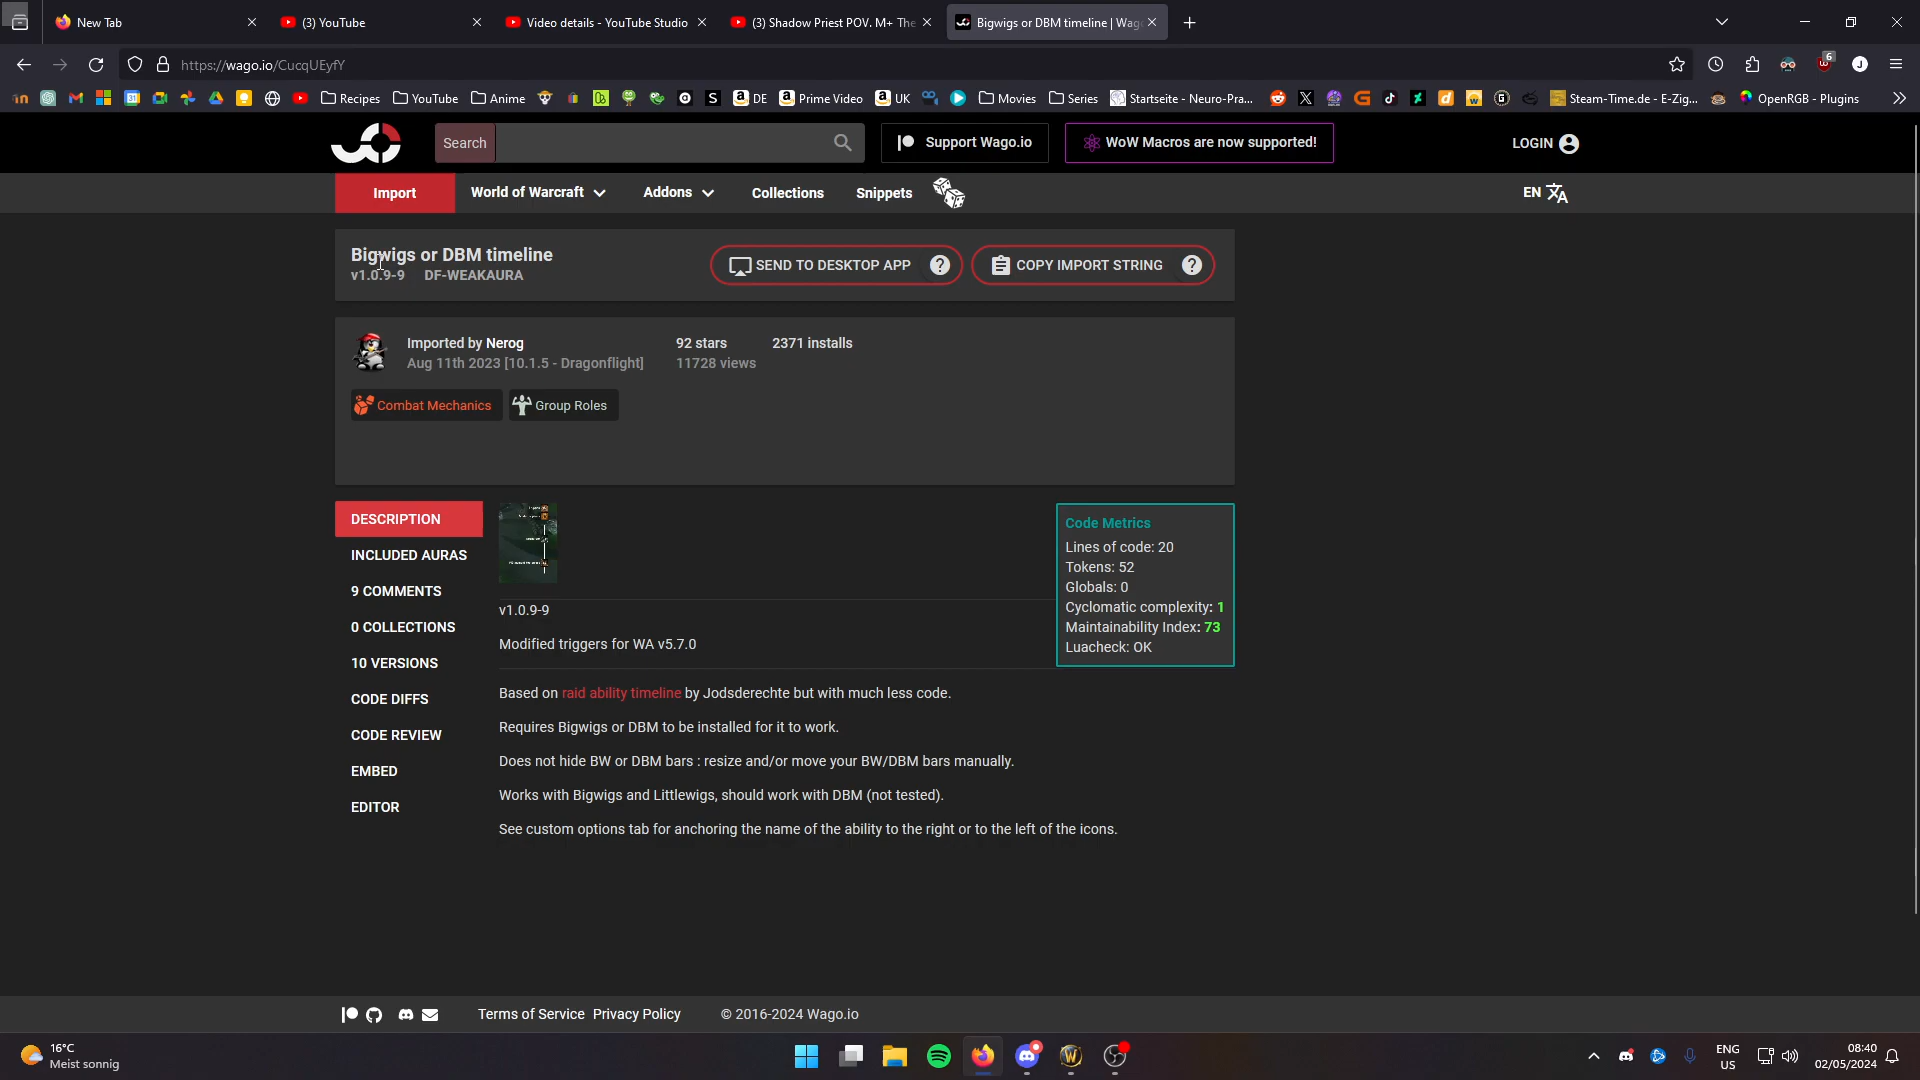 New Tab
(3) YouTube
Video details - YouTube Studio
(3) Shadow Priest POV. M+ The
Bigwigs or DBM timeline | Wago
https://wago.io/CucqUEyfY
6
J
Recipes
YouTube
Anime
DE
Prime Video
UK
Movies
Series
Startseite - Neuro-Pra...
Steam-Time.de - E-Zig...
OpenRGB - Plugins
Search
Support Wago.io
WoW Macros are now supported!
LOGIN
Import
World of Warcraft
Addons
Collections
Snippets
EN
Bigwigs or DBM timeline
v1.0.9-9 DF-WEAKAURA
SEND TO DESKTOP APP ?
COPY IMPORT STRING ?
Imported by Nerog
Aug 11th 2023 [10.1.5 - Dragonflight]
92 stars
11728 views
2371 installs
Combat Mechanics
Group Roles
DESCRIPTION
INCLUDED AURAS
9 COMMENTS
0 COLLECTIONS
10 VERSIONS
CODE DIFFS
CODE REVIEW
EMBED
EDITOR
v1.0.9-9
Modified triggers for WA v5.7.0
Based on raid ability timeline by Jodsderechte but with much less code.
Requires Bigwigs or DBM to be installed for it to work.
Does not hide BW or DBM bars : resize and/or move your BW/DBM bars manually.
Works with Bigwigs and Littlewigs, should work with DBM (not tested).
See custom options tab for anchoring the name of the ability to the right or to the left of the icons.
Code Metrics
Lines of code: 20
Tokens: 52
Globals: 0
Cyclomatic complexity: 1
Maintainability Index: 73
Luacheck: OK
Terms of Service
Privacy Policy
© 2016-2024 Wago.io
16°C
Meist sonnig
ENG
US
08:40
02/05/2024